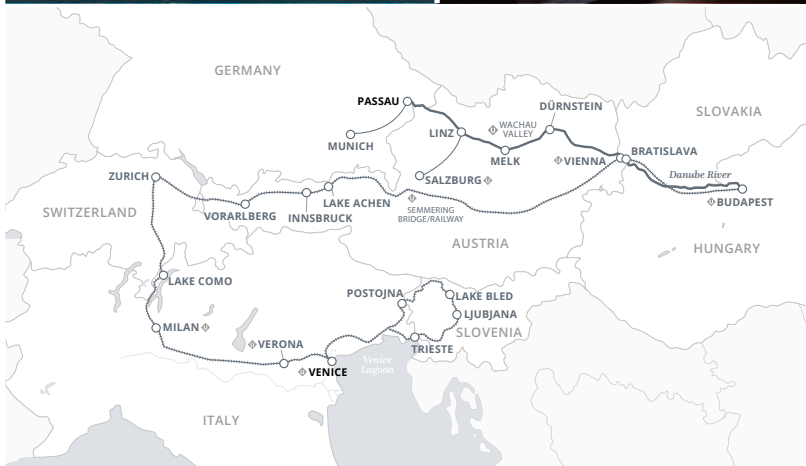 GERMANY
PASSAU
DÜRNSTEIN
SLOVAKIA
WACHAU
VALLEY
LINZ
MUNICH
MELK
VIENNA
BRATISLAVA
Danube River
ZURICH
SALZBURG
LAKE ACHEN
BUDAPEST
SWITZERLAND
VORARLBERG
INNSBRUCK
SEMMERING
BRIDGE/RAILWAY
AUSTRIA
HUNGARY
LAKE COMO
POSTOJNA
LAKE BLED
LJUBJANA
MILAN
SLOVENIA
VERONA
TRIESTE
Venice
Lagoon
VENICE
ITALY